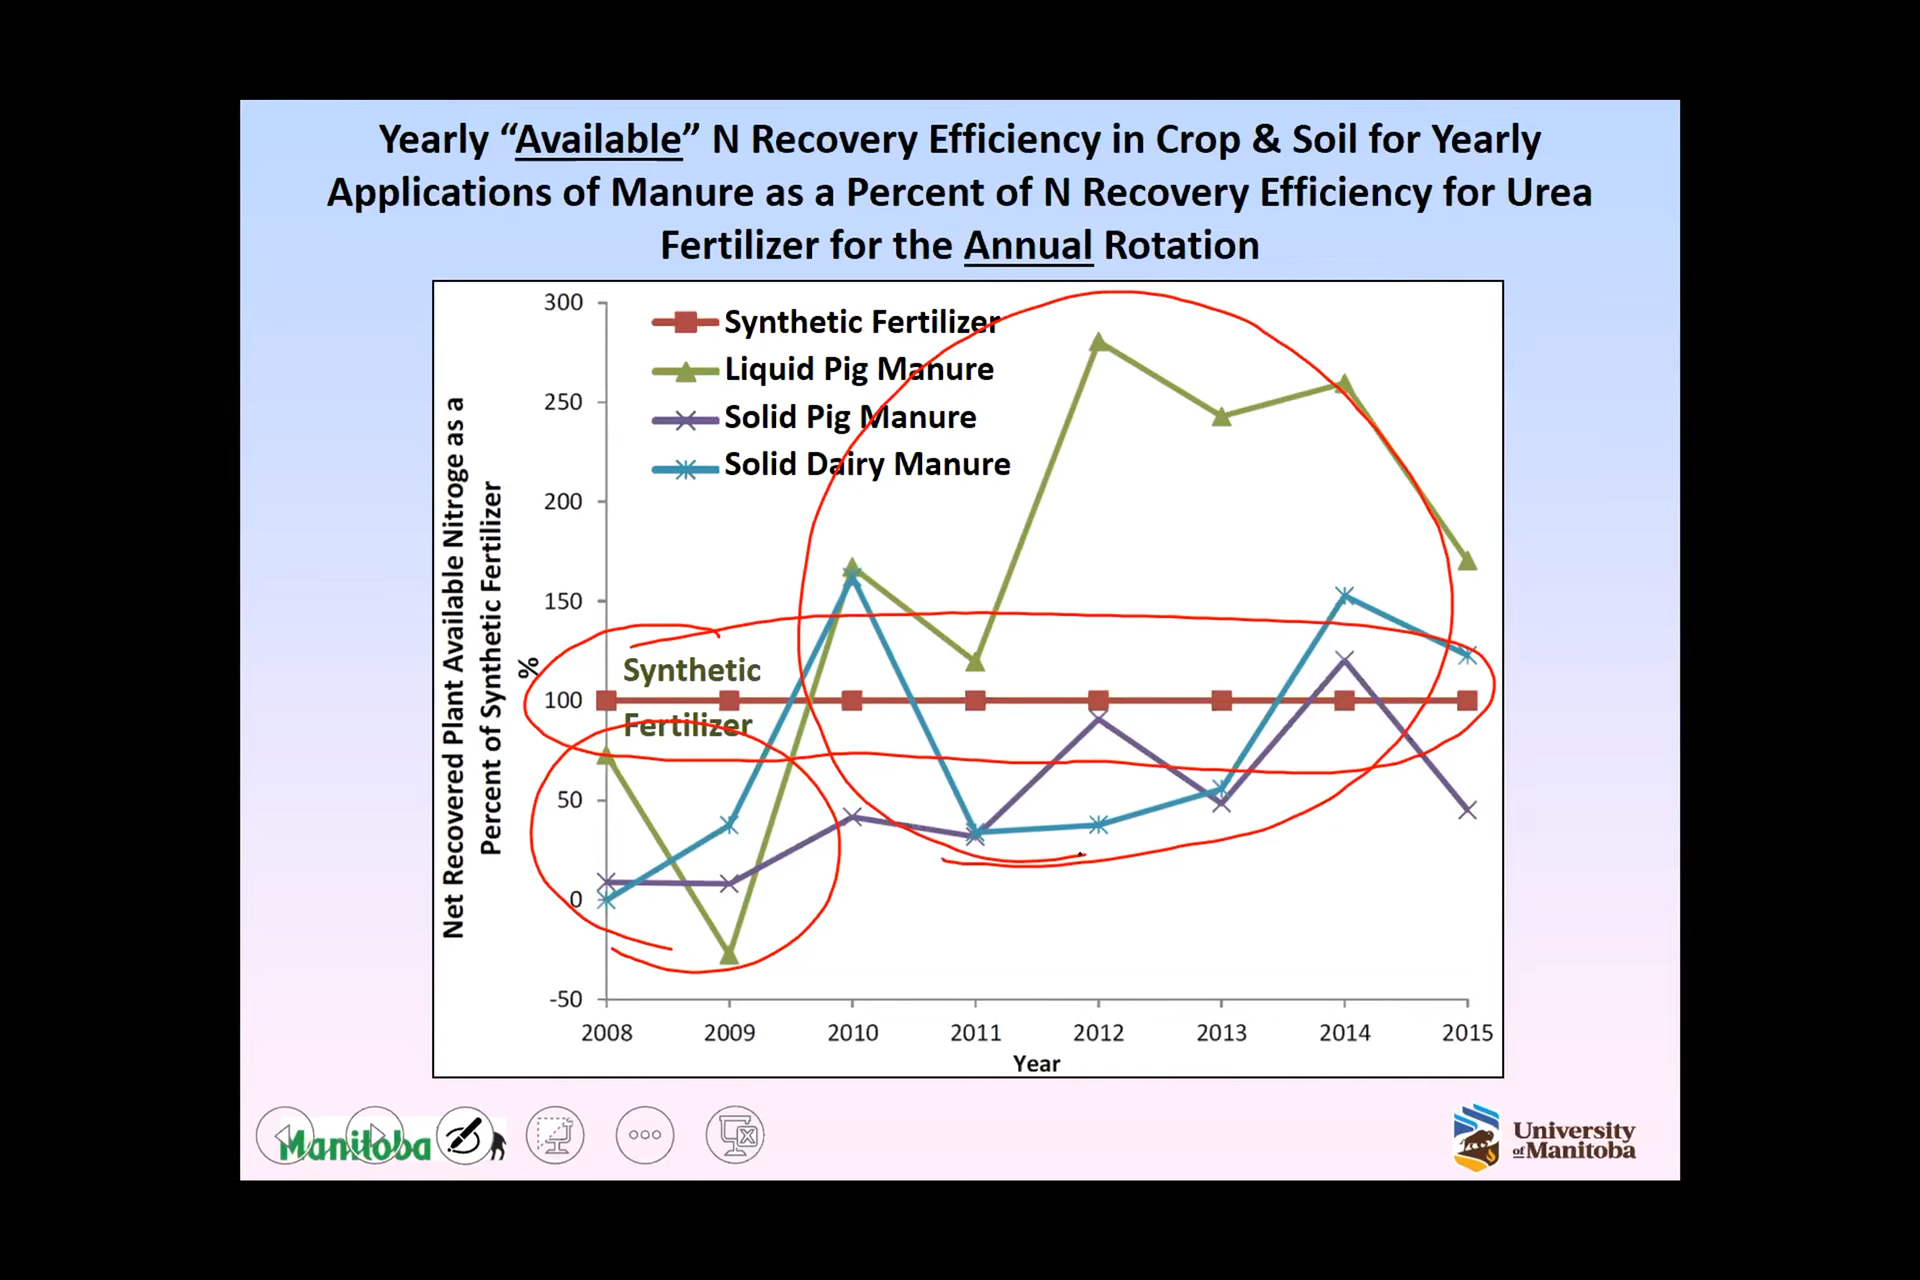 Yearly “Available” N Recovery Efficiency in Crop & Soil for Yearly
Applications of Manure as a Percent of N Recovery Efficiency for Urea
Fertilizer for the Annual Rotation
Net Recovered Plant Available Nitroge as a
Percent of Synthetic Fertilizer
%
300
250
200
150
100
50
0
-50
Synthetic Fertilizer
Liquid Pig Manure
Solid Pig Manure
Solid Dairy Manure
Synthetic
Fertilizer
2008 2009 2010 2011 2012 2013 2014 2015
Year
Manitoba
University
of Manitoba